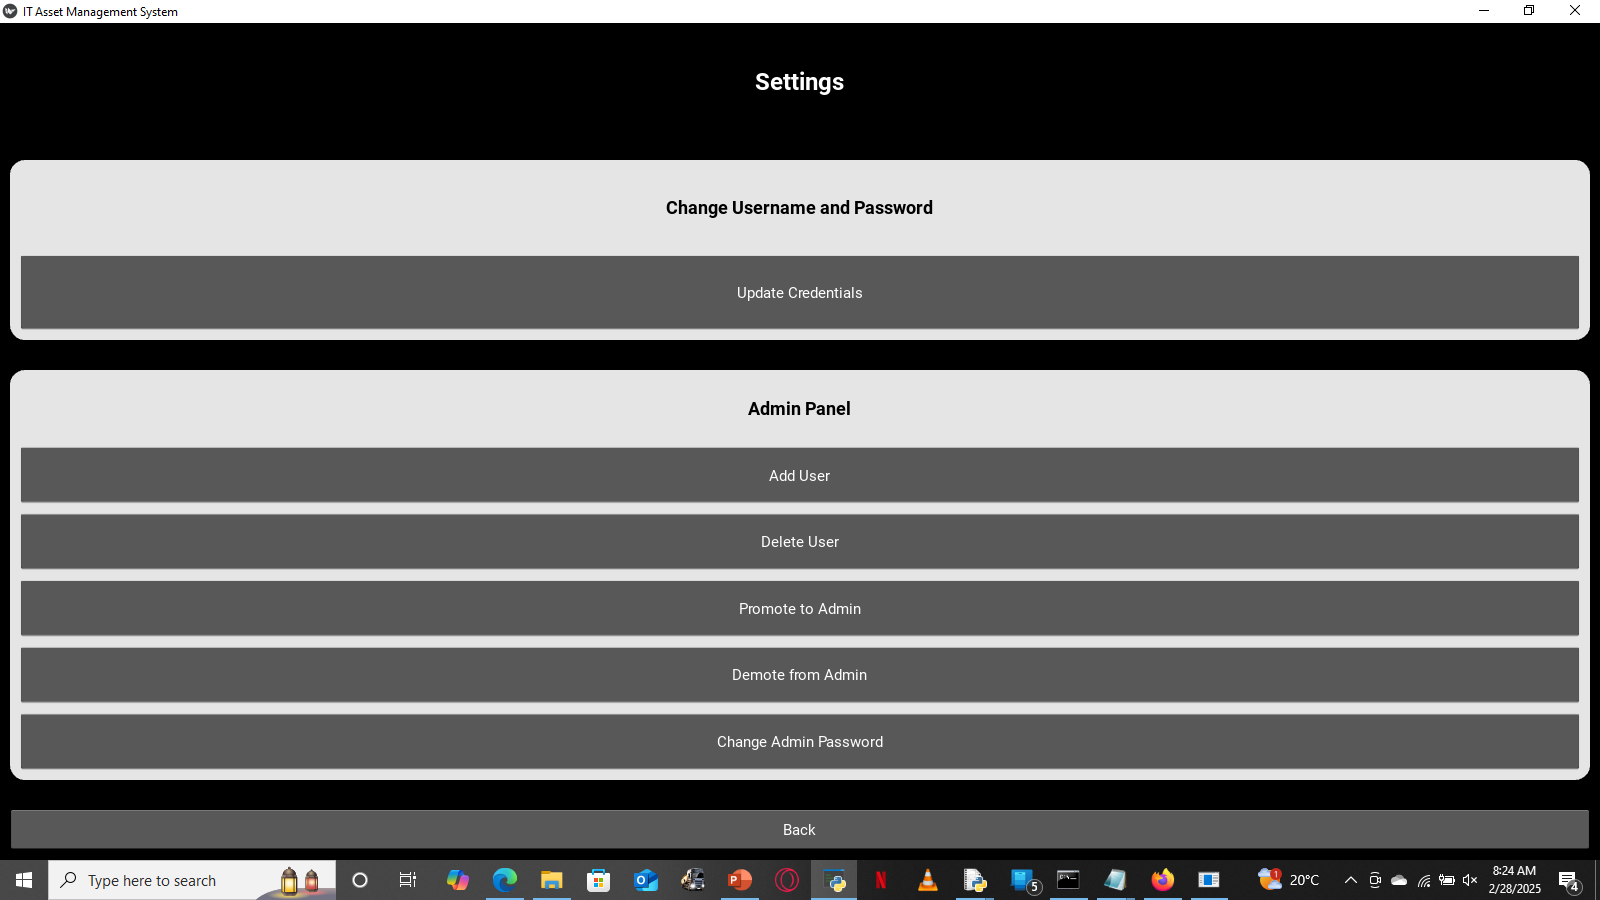 IT Asset Management System
Settings
Change Username and Password
Update Credentials
Admin Panel
Add User
Delete User
Promote to Admin
Demote from Admin
Change Admin Password
Back
Type here to search
5
1
20°C
8:24 AM
2/28/2025
4